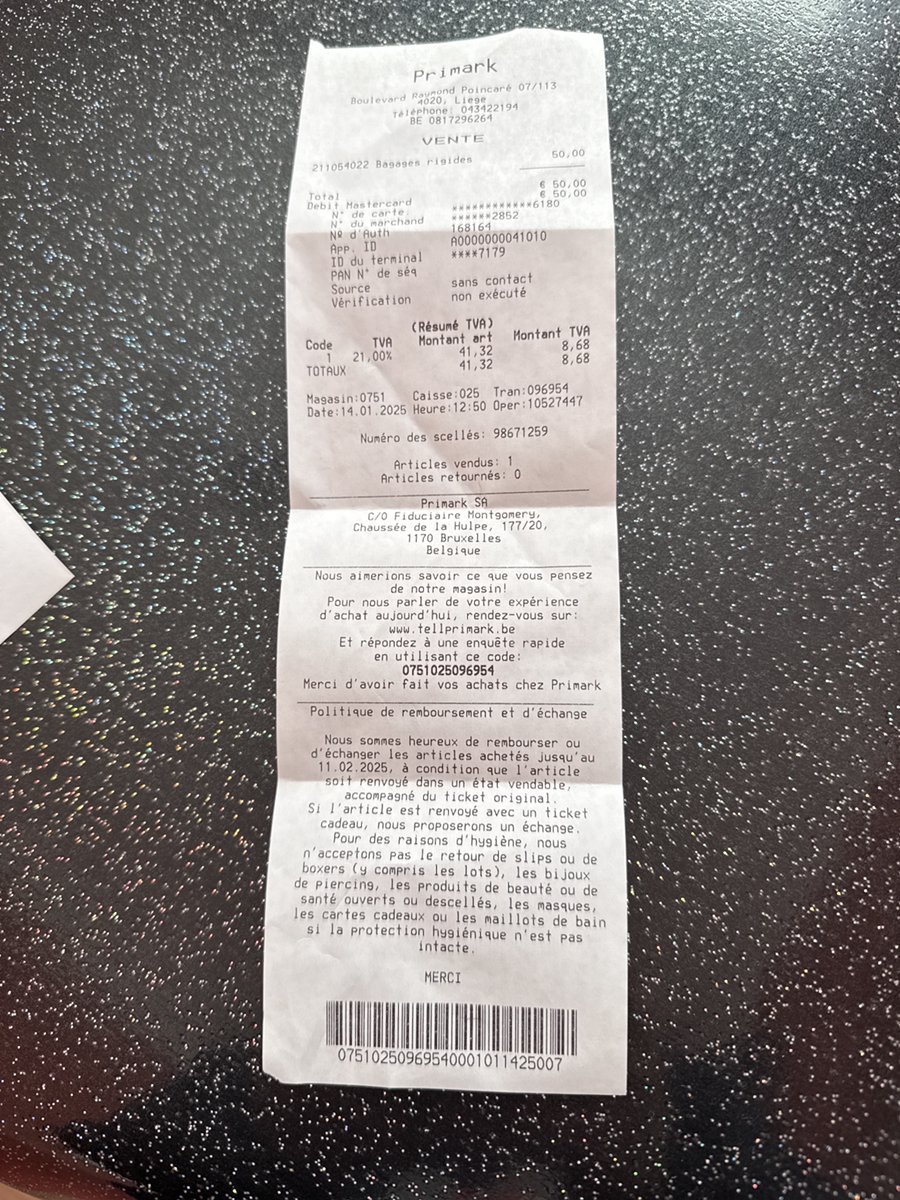 Primark
Boulevard Raymond Poincaré 07/113
4020, Liege
Téléphone: 043422194
BE 0817296264
VENTE
211054022 Bagages rigides 50,00
Total € 50,00
Debit Mastercard € 50,00
N° de carte ************6180
N° du marchand ******2852
Nº d'Auth 168164
App. ID A0000000041010
ID du terminal ****7179
PAN N° de séq
Source sans contact
Vérification non exécuté
(Résumé TVA)
Code TVA Montant art Montant TVA
1 21,00% 41,32 8,68
TOTAUX 41,32 8,68
Magasin:0751 Caisse:025 Tran:096954
Date:14.01.2025 Heure:12:50 Oper:10527447
Numéro des scellés: 98671259
Articles vendus: 1
Articles retournés: 0
Primark SA
C/O Fiduciaire Montgomery,
Chaussée de la Hulpe, 177/20,
1170 Bruxelles
Belgique
Nous aimerions savoir ce que vous pensez
de notre magasin!
Pour nous parler de votre expérience
d'achat aujourd'hui, rendez-vous sur:
www.tellprimark.be
Et répondez à une enquête rapide
en utilisant ce code:
0751025096954
Merci d'avoir fait vos achats chez Primark
Politique de remboursement et d'échange
Nous sommes heureux de rembourser ou
d'échanger les articles achetés jusqu'au
11.02.2025, à condition que l'article
soit renvoyé dans un état vendable,
accompagné du ticket original.
Si l'article est renvoyé avec un ticket
cadeau, nous proposerons un échange.
Pour des raisons d'hygiène, nous
n'acceptons pas le retour de slips ou de
boxers (y compris les lots), les bijoux
de piercing, les produits de beauté ou de
santé ouverts ou descellés, les masques,
les cartes cadeaux ou les maillots de bain
si la protection hygiénique n'est pas
intacte.
MERCI
07510250969540001011425007